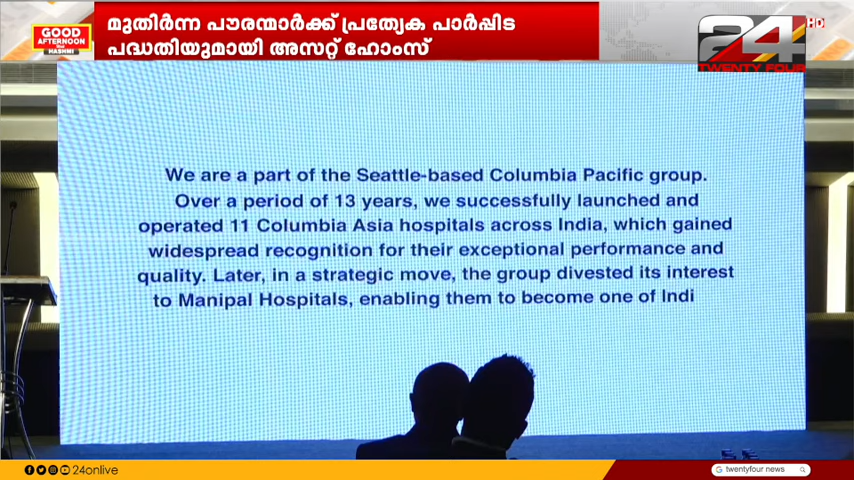 GOOD
AFTERNOON
With
HASHMI
മുതിർന്ന പൗരന്മാർക്ക് പ്രത്യേക പാർപ്പിട
പദ്ധതിയുമായി അസറ്റ് ഹോംസ്
24
HD
TWENTY FOUR
We are a part of the Seattle-based Columbia Pacific group.
Over a period of 13 years, we successfully launched and
operated 11 Columbia Asia hospitals across India, which gained
widespread recognition for their exceptional performance and
quality. Later, in a strategic move, the group divested its interest
to Manipal Hospitals, enabling them to become one of Indi
24onlive
twentyfour news